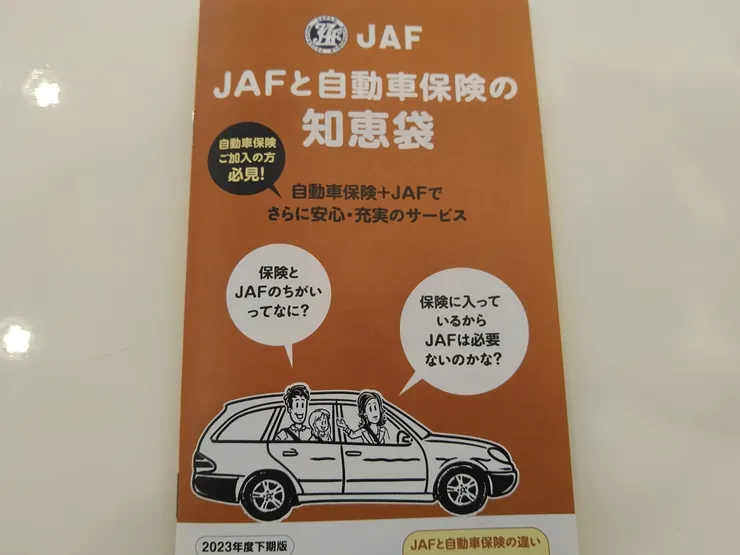 JAF
JAFと自動車保険の
知恵袋
自動車保険
ご加入の方
必見!
自動車保険+JAFで
さらに安心・充実のサービス
保険と
JAFのちがい
ってなに?
保険に入って
いるから
JAFは必要
ないのかな?
2023年度下期版
JAFと自動車保険の違い